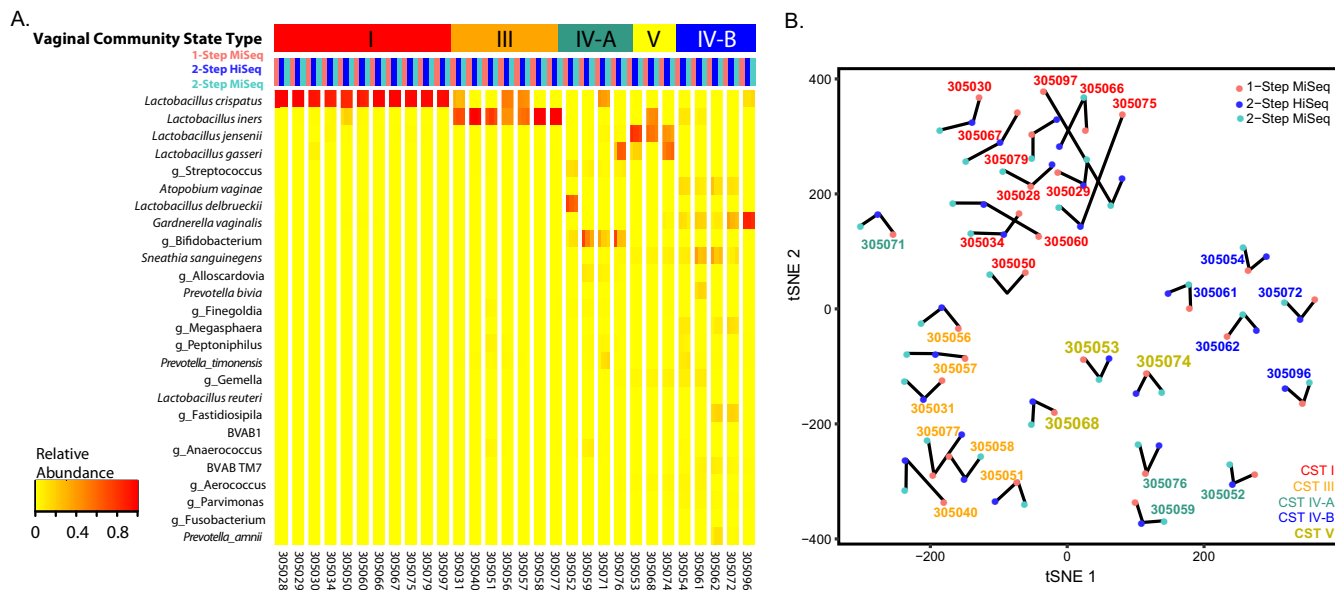 A.
Vaginal Community State Type
I III IV-A V IV-B
1-Step MiSeq
2-Step HiSeq
2-Step MiSeq
Lactobacillus crispatus
Lactobacillus iners
Lactobacillus jensenii
Lactobacillus gasseri
g_Streptococcus
Atopobium vaginae
Lactobacillus delbrueckii
Gardnerella vaginalis
g_Bifidobacterium
Sneathia sanguinegens
g_Alloscardovia
Prevotella bivia
g_Finegoldia
g_Megasphaera
g_Peptoniphilus
Prevotella_timonensis
g_Gemella
Lactobacillus reuteri
g_Fastidiosipila
BVAB1
g_Anaerococcus
BVAB TM7
g_Aerococcus
g_Parvimonas
g_Fusobacterium
Prevotella_amnii
Relative
Abundance
0 0.4 0.8
305028 305029 305030 305034 305050 305060 305066 305067 305075 305079 305097 305031 305040 305051 305056 305057 305058 305077 305052 305059 305071 305076 305053 305068 305074 305054 305061 305062 305072 305096
B.
tSNE 2
400
200
0
−200
−400
−200 0 200
tSNE 1
1−Step MiSeq
2−Step HiSeq
2−Step MiSeq
305030
305097
305066
305075
305067
305079
305028
305029
305071
305034
305060
305050
305054
305061
305072
305056
305062
305053
305074
305057
305096
305031
305068
305077
305058
305051
305076
305052
305059
305040
CST I
CST III
CST IV-A
CST IV-B
CST V